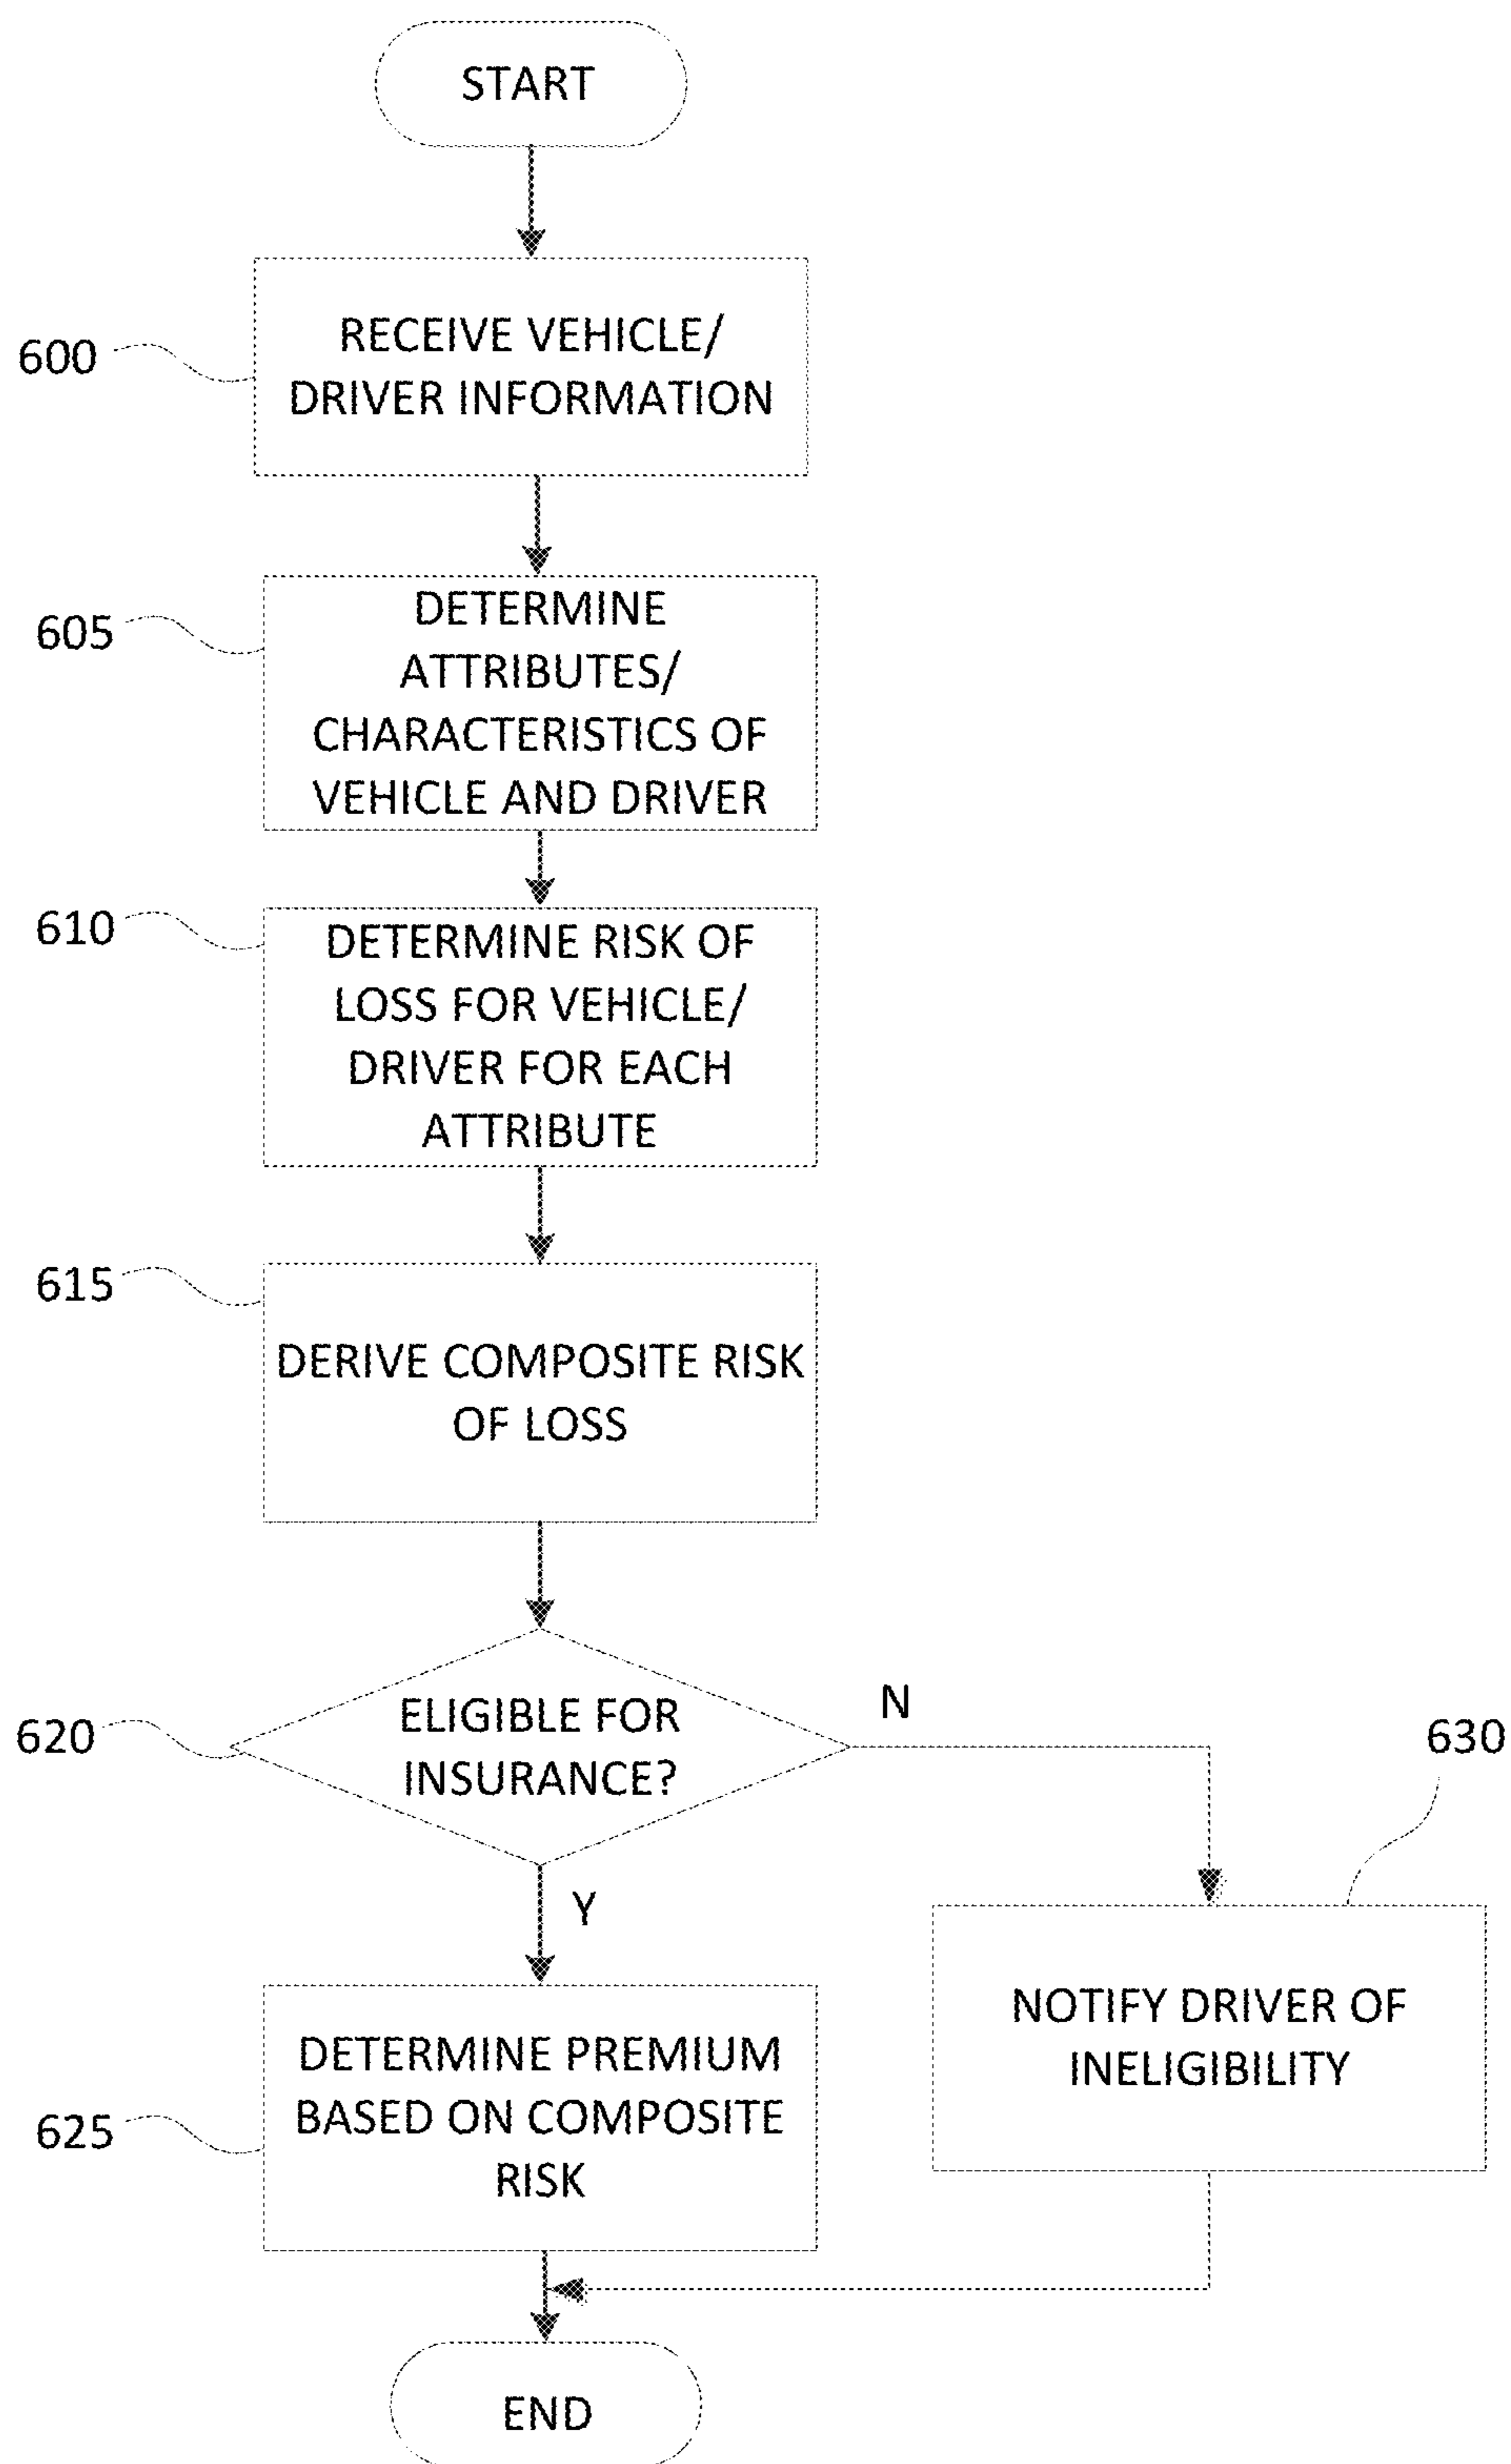 START
600
RECEIVE VEHICLE/
DRIVER INFORMATION
605
DETERMINE
ATTRIBUTES/
CHARACTERISTICS OF
VEHICLE AND DRIVER
610
DETERMINE RISK OF
LOSS FOR VEHICLE/
DRIVER FOR EACH
ATTRIBUTE
615
DERIVE COMPOSITE RISK
OF LOSS
620
ELIGIBLE FOR
INSURANCE?
N
630
Y
NOTIFY DRIVER OF
INELIGIBILITY
625
DETERMINE PREMIUM
BASED ON COMPOSITE
RISK
END